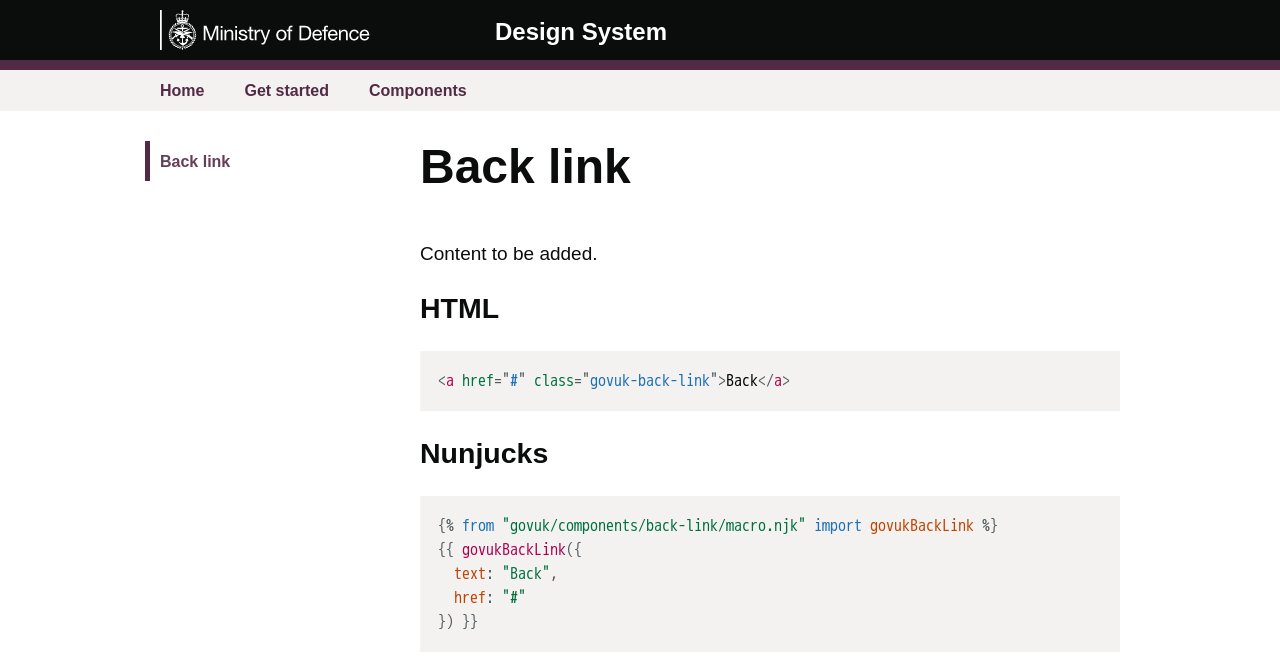 Ministry of Defence
Design System
Home Get started Components
Back link
Back link
Content to be added.
HTML
<a href="#" class="govuk-back-link">Back</a>
Nunjucks
{% from "govuk/components/back-link/macro.njk" import govukBackLink %}
{{ govukBackLink({
  text: "Back",
  href: "#"
}) }}